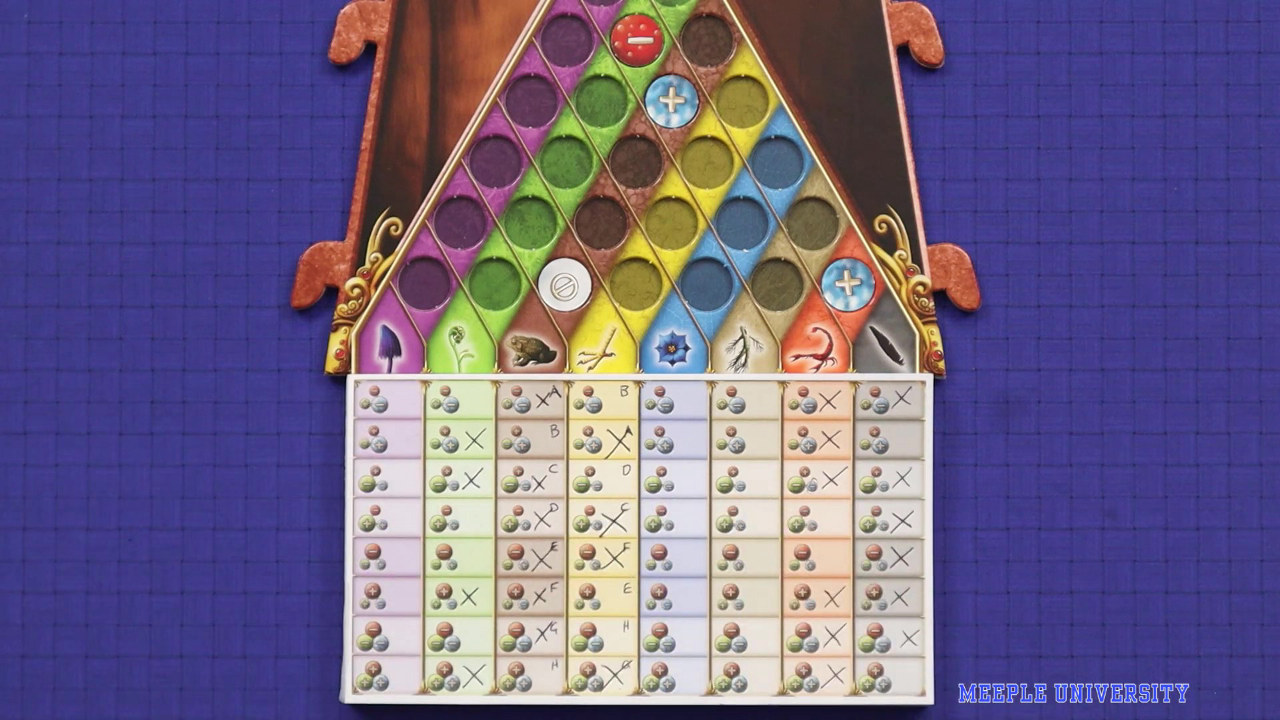 A B
B A
C D
D C
E F
F E
G H
H G
MEEPLE UNIVERSITY